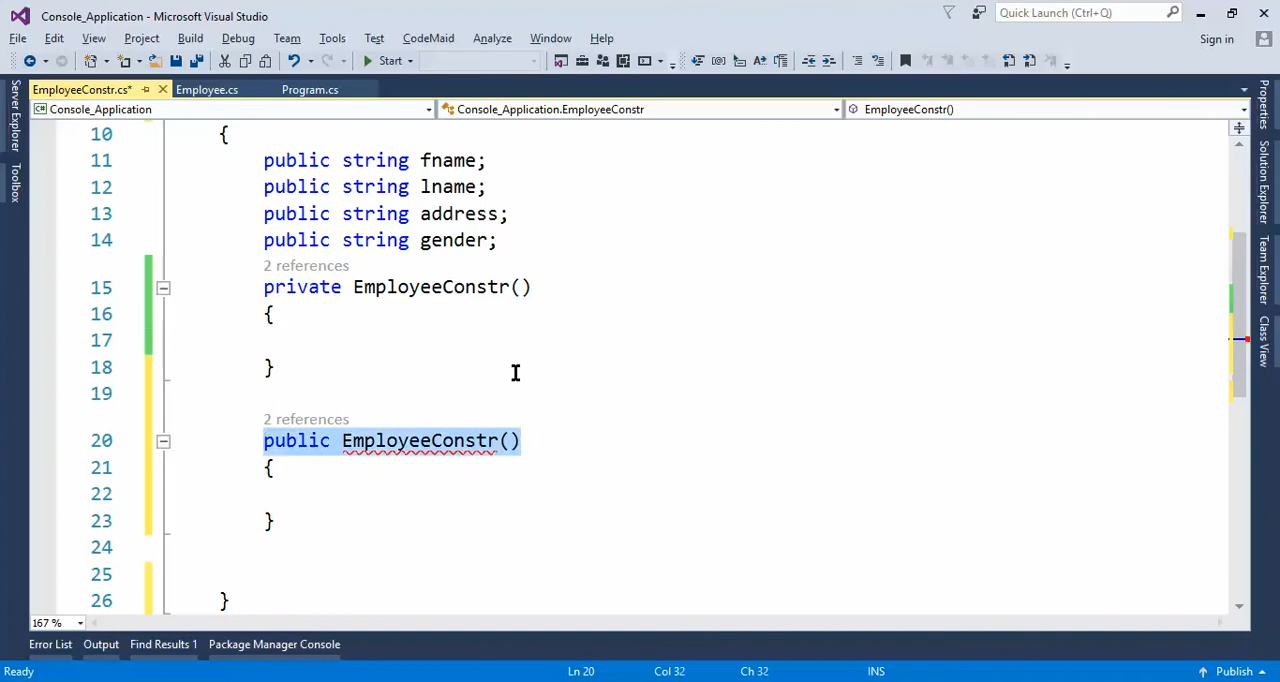 Console_Application - Microsoft Visual Studio
Quick Launch (Ctrl+Q)
File Edit View Project Build Debug Team Tools Test CodeMaid Analyze Window Help
Sign in
Start
EmployeeConstr.cs* Employee.cs Program.cs
Console_Application Console_Application.EmployeeConstr EmployeeConstr()
Server Explorer
Toolbox
10 {
11 public string fname;
12 public string lname;
13 public string address;
14 public string gender;
2 references
15 private EmployeeConstr()
16 {
17
18 }
19
2 references
20 public EmployeeConstr()
21 {
22
23 }
24
25
26 }
Properties
Solution Explorer
Team Explorer
Class View
167 %
Error List Output Find Results 1 Package Manager Console
Ready Ln 20 Col 32 Ch 32 INS Publish